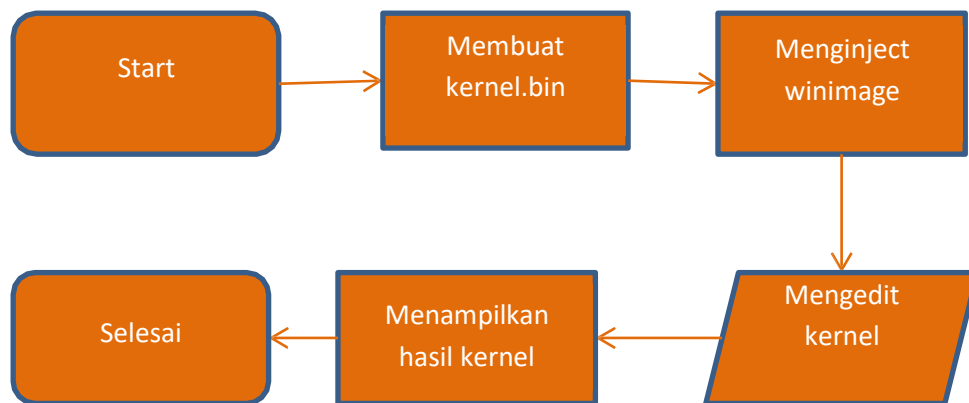 Start
Membuat
kernel.bin
Menginject
winimage
Mengedit
kernel
Menampilkan
hasil kernel
Selesai